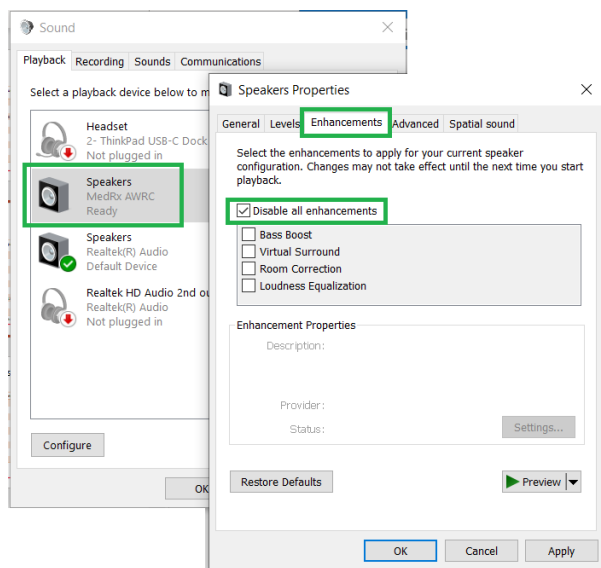 Sound
Playback Recording Sounds Communications
Select a playback device below to m
Headset
2- ThinkPad USB-C Dock
Not plugged in
Speakers
MedRx AWRC
Ready
Speakers
Realtek(R) Audio
Default Device
Realtek HD Audio 2nd ou
Realtek(R) Audio
Not plugged in
Configure
OK
Speakers Properties
General Levels Enhancements Advanced Spatial sound
Select the enhancements to apply for your current speaker
configuration. Changes may not take effect until the next time you start
playback.
Disable all enhancements
Bass Boost
Virtual Surround
Room Correction
Loudness Equalization
Enhancement Properties
Description:
Provider:
Status:
Settings...
Restore Defaults
Preview
OK Cancel Apply